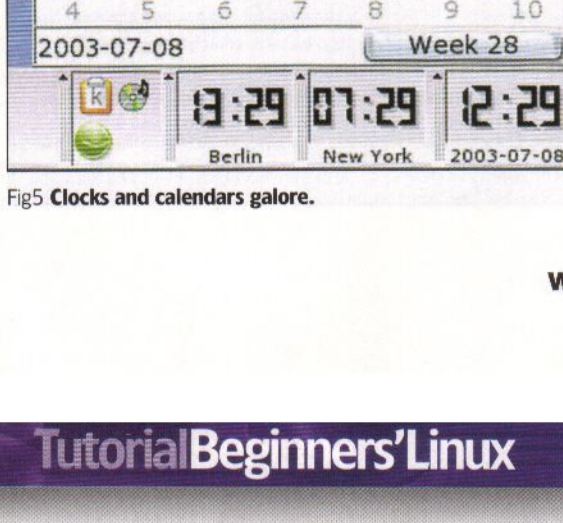 4 5 6 7 8 9 10
2003-07-08 Week 28
K 13:29 07:29 12:29
Berlin New York 2003-07-08
Fig5 Clocks and calendars galore.
TutorialBeginners'Linux